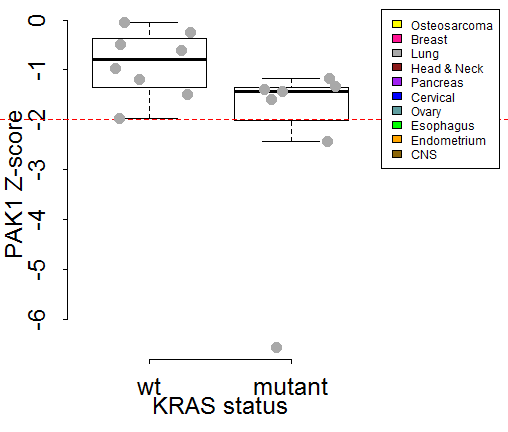 PAK1 Z-score
0
-1
-2
-3
-4
-5
-6
wt
mutant
KRAS status
Osteosarcoma
Breast
Lung
Head & Neck
Pancreas
Cervical
Ovary
Esophagus
Endometrium
CNS